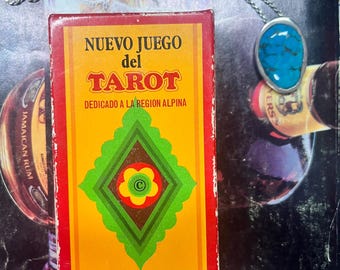 NUEVO JUEGO
del
TAROT
DEDICADO A LA REGION ALPINA
©
JAMAICAN RUM